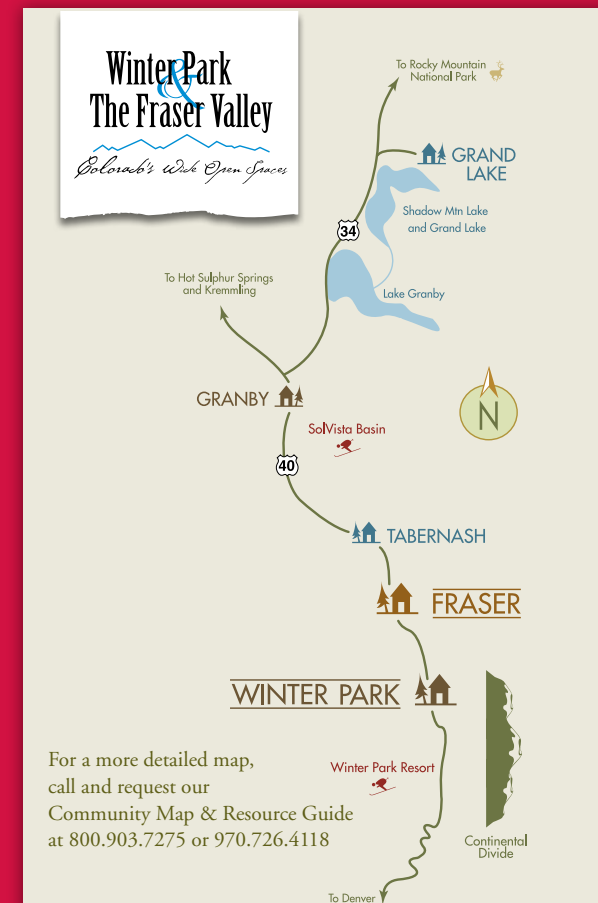 Winter Park
&
The Fraser Valley
Colorado's Wide Open Spaces
To Rocky Mountain
National Park
GRAND
LAKE
Shadow Mtn Lake
and Grand Lake
34
To Hot Sulphur Springs
and Kremmling
Lake Granby
GRANBY
N
SolVista Basin
40
TABERNASH
FRASER
WINTER PARK
For a more detailed map,
call and request our
Community Map & Resource Guide
at 800.903.7275 or 970.726.4118
Winter Park Resort
Continental
Divide
To Denver